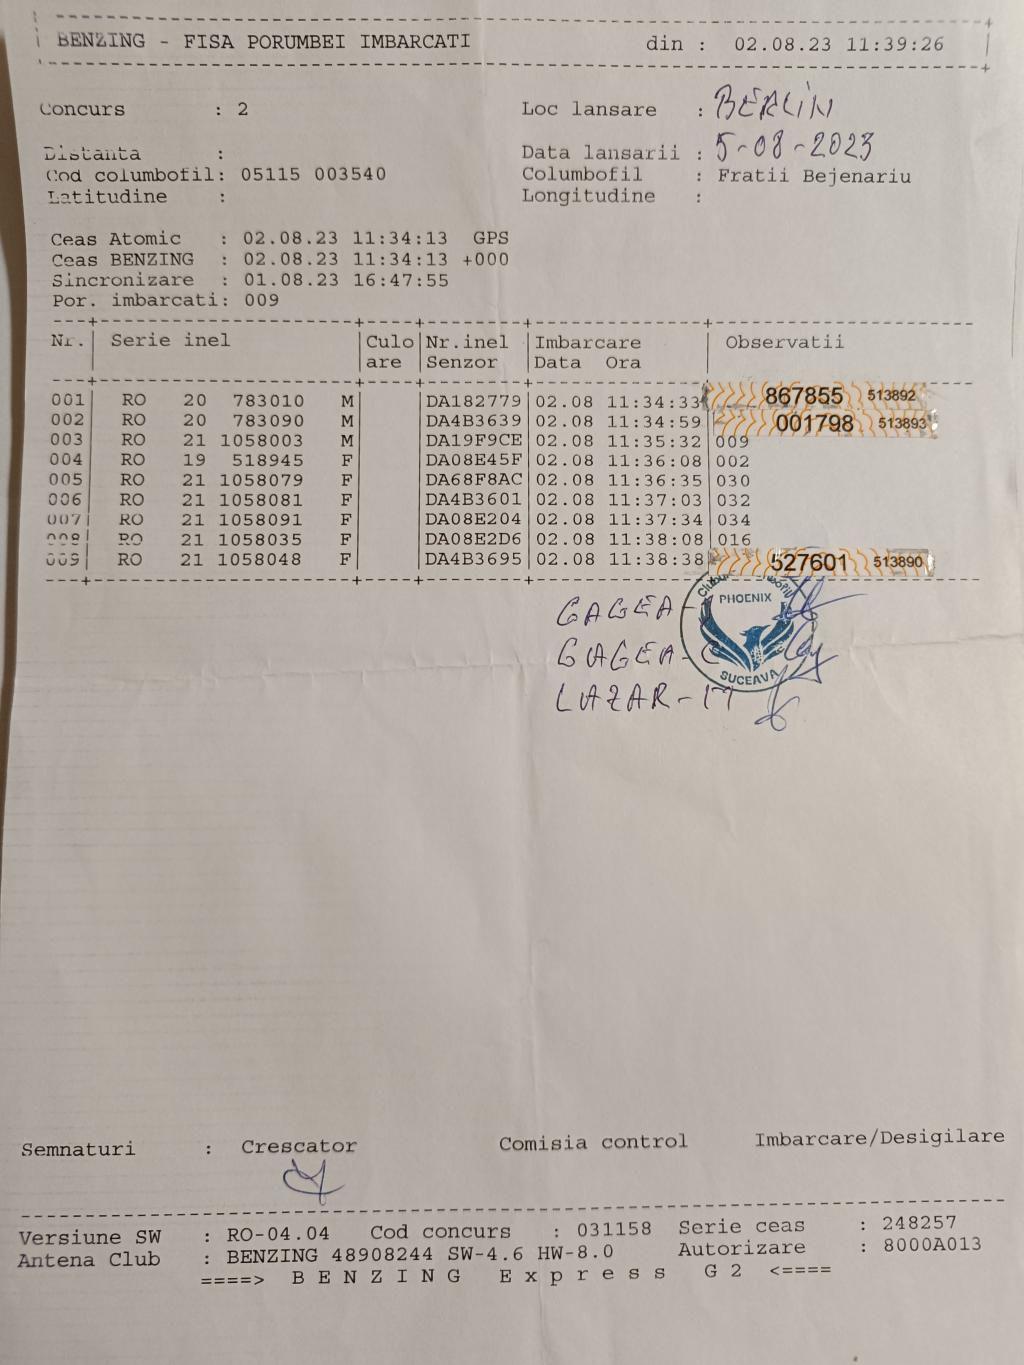 BENZING - FISA PORUMBEI IMBARCATI din : 02.08.23 11:39:26
Concurs : 2 Loc lansare : BERLIN
Distanta : Data lansarii : 5-08-2023
Cod columbofil: 05115 003540 Columbofil : Fratii Bejenariu
Latitudine : Longitudine :
Ceas Atomic : 02.08.23 11:34:13 GPS
Ceas BENZING : 02.08.23 11:34:13 +000
Sincronizare : 01.08.23 16:47:55
Por. imbarcati: 009
Nr. Serie inel Culo Nr.inel Imbarcare Observatii
are Senzor Data Ora
001 RO 20 783010 M DA182779 02.08 11:34:33 867855 513892
002 RO 20 783090 M DA4B3639 02.08 11:34:59 001798 513893
003 RO 21 1058003 M DA19F9CE 02.08 11:35:32 009
004 RO 19 518945 F DA08E45F 02.08 11:36:08 002
005 RO 21 1058079 F DA68F8AC 02.08 11:36:35 030
006 RO 21 1058081 F DA4B3601 02.08 11:37:03 032
007 RO 21 1058091 F DA08E204 02.08 11:37:34 034
008 RO 21 1058035 F DA08E2D6 02.08 11:38:08 016
009 RO 21 1058048 F DA4B3695 02.08 11:38:38 527601 513890
PHOENIX
SUCEAVA
GAGEA
GAGEA-C
LAZAR-M
Semnaturi : Crescator Comisia control Imbarcare/Desigilare
Versiune SW : RO-04.04 Cod concurs : 031158 Serie ceas : 248257
Antena Club : BENZING 48908244 SW-4.6 HW-8.0 Autorizare : 8000A013
====> B E N Z I N G E x p r e s s G 2 <====